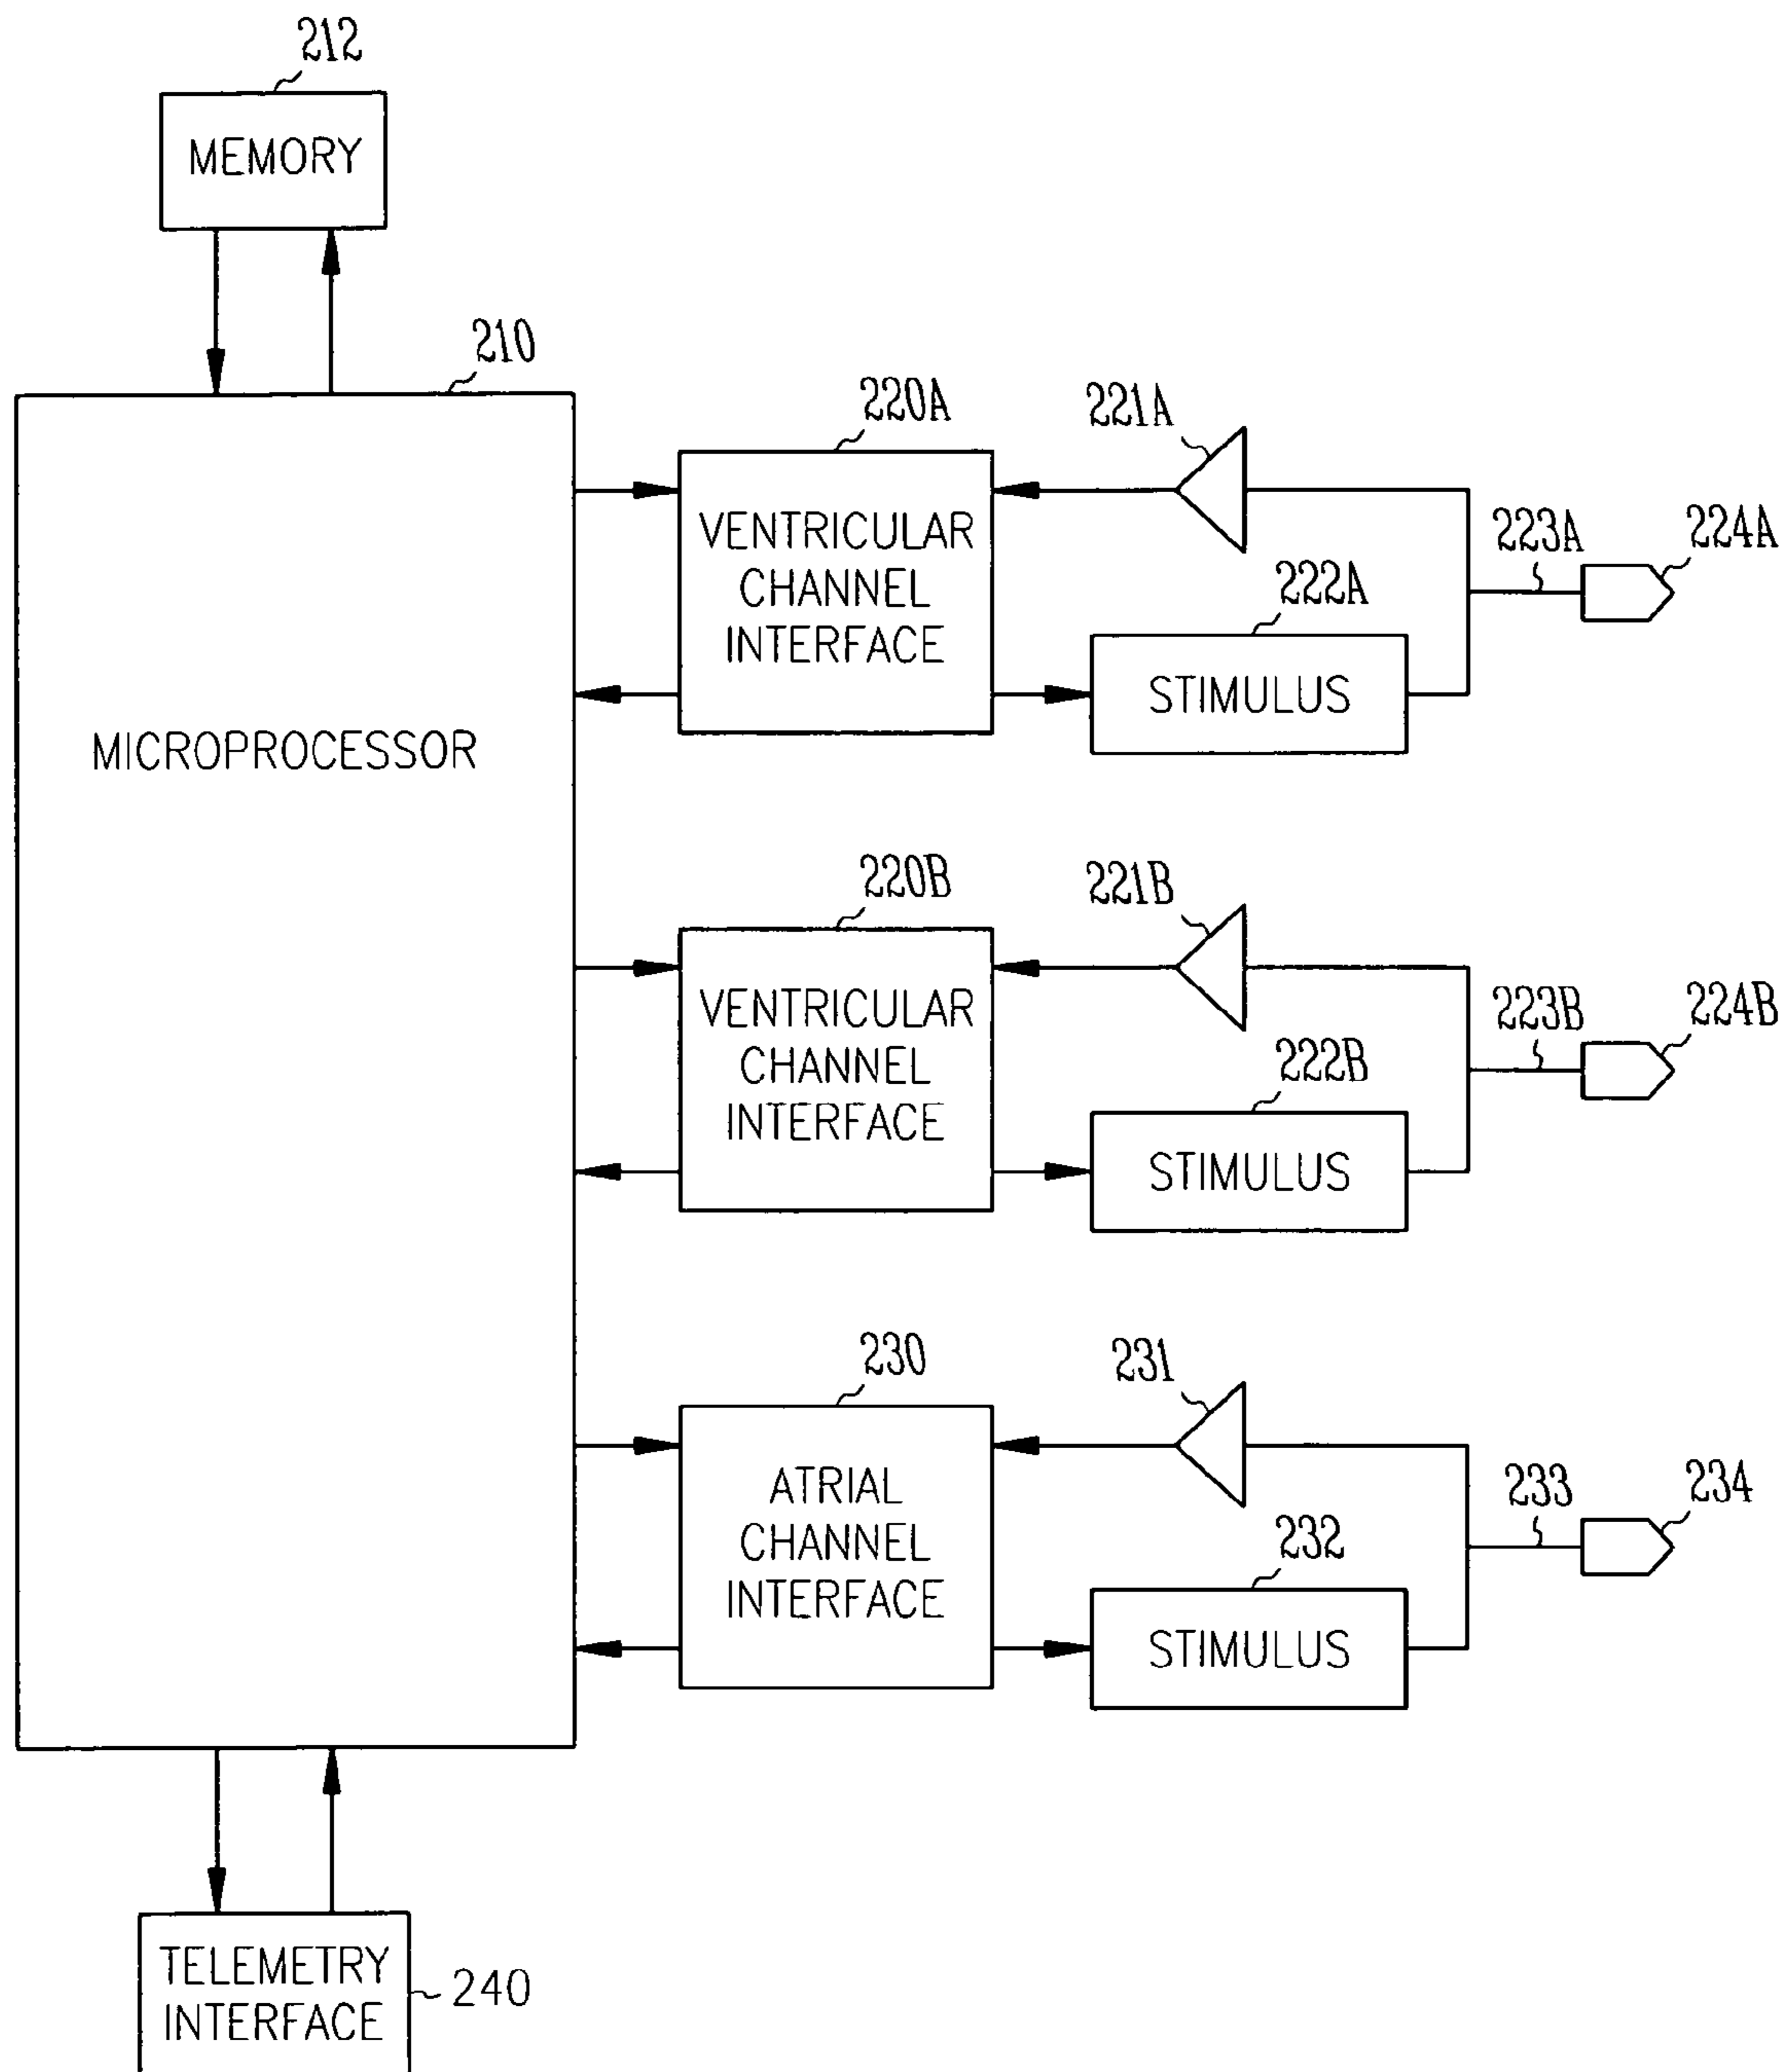 212
MEMORY
210
MICROPROCESSOR
220A
VENTRICULAR
CHANNEL
INTERFACE
221A
222A
STIMULUS
223A
224A
220B
VENTRICULAR
CHANNEL
INTERFACE
221B
222B
STIMULUS
223B
224B
230
ATRIAL
CHANNEL
INTERFACE
231
232
STIMULUS
233
234
TELEMETRY
INTERFACE
240